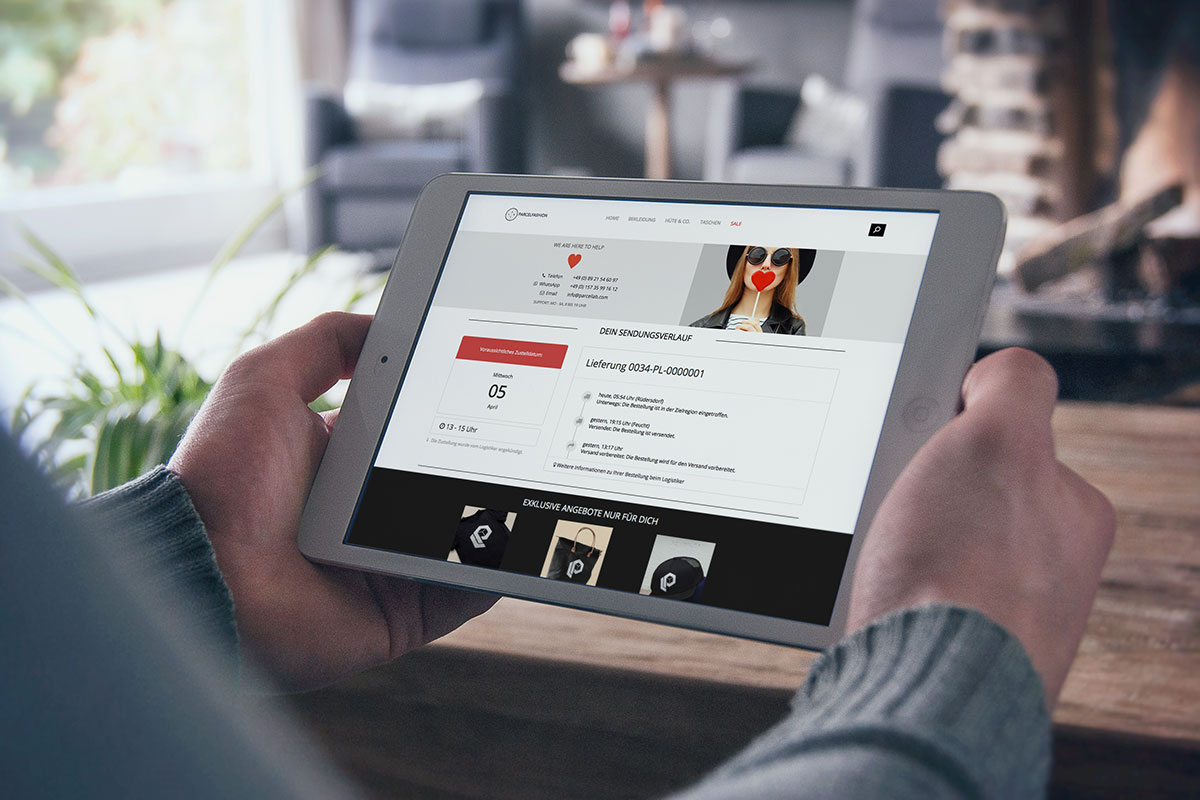 PARCELFASHION
HOME BEKLEIDUNG HÜTE & CO. TASCHEN SALE
WE ARE HERE TO HELP
Telefon +49 (0) 89 21 54 60 97
WhatsApp +49 (0) 157 35 99 16 12
Email info@parcellab.com
SUPPORT: MO - SA, 8 BIS 19 UHR
DEIN SENDUNGSVERLAUF
Voraussichtliches Zustelldatum:
Mittwoch
05
April
13 - 15 Uhr
Die Zustellung wurde vom Logistiker angekündigt.
Lieferung 0034-PL-0000001
heute, 05:54 Uhr (Rüdersdorf)
Unterwegs: Die Bestellung ist in der Zielregion eingetroffen.
gestern, 19:15 Uhr (Feucht)
Versendet: Die Bestellung ist versendet.
gestern, 13:17 Uhr
Versand vorbereitet: Die Bestellung wird für den Versand vorbereitet.
Weitere Informationen zu Ihrer Bestellung beim Logistiker
EXKLUSIVE ANGEBOTE NUR FÜR DICH